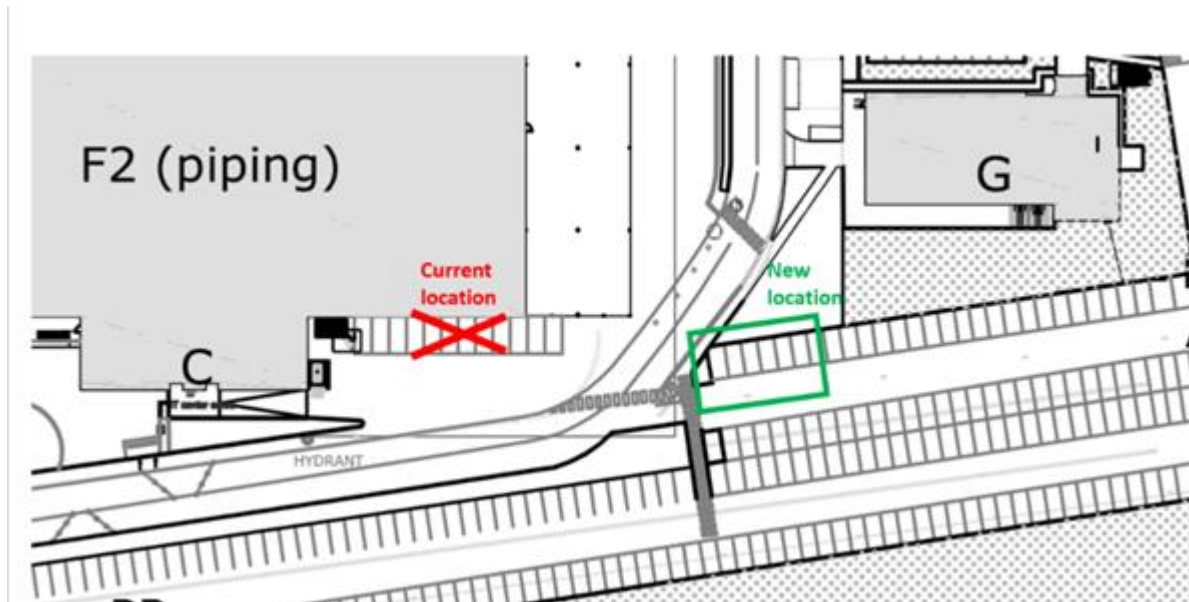 F2 (piping)
G
Current
location
New
location
C
HYDRANT